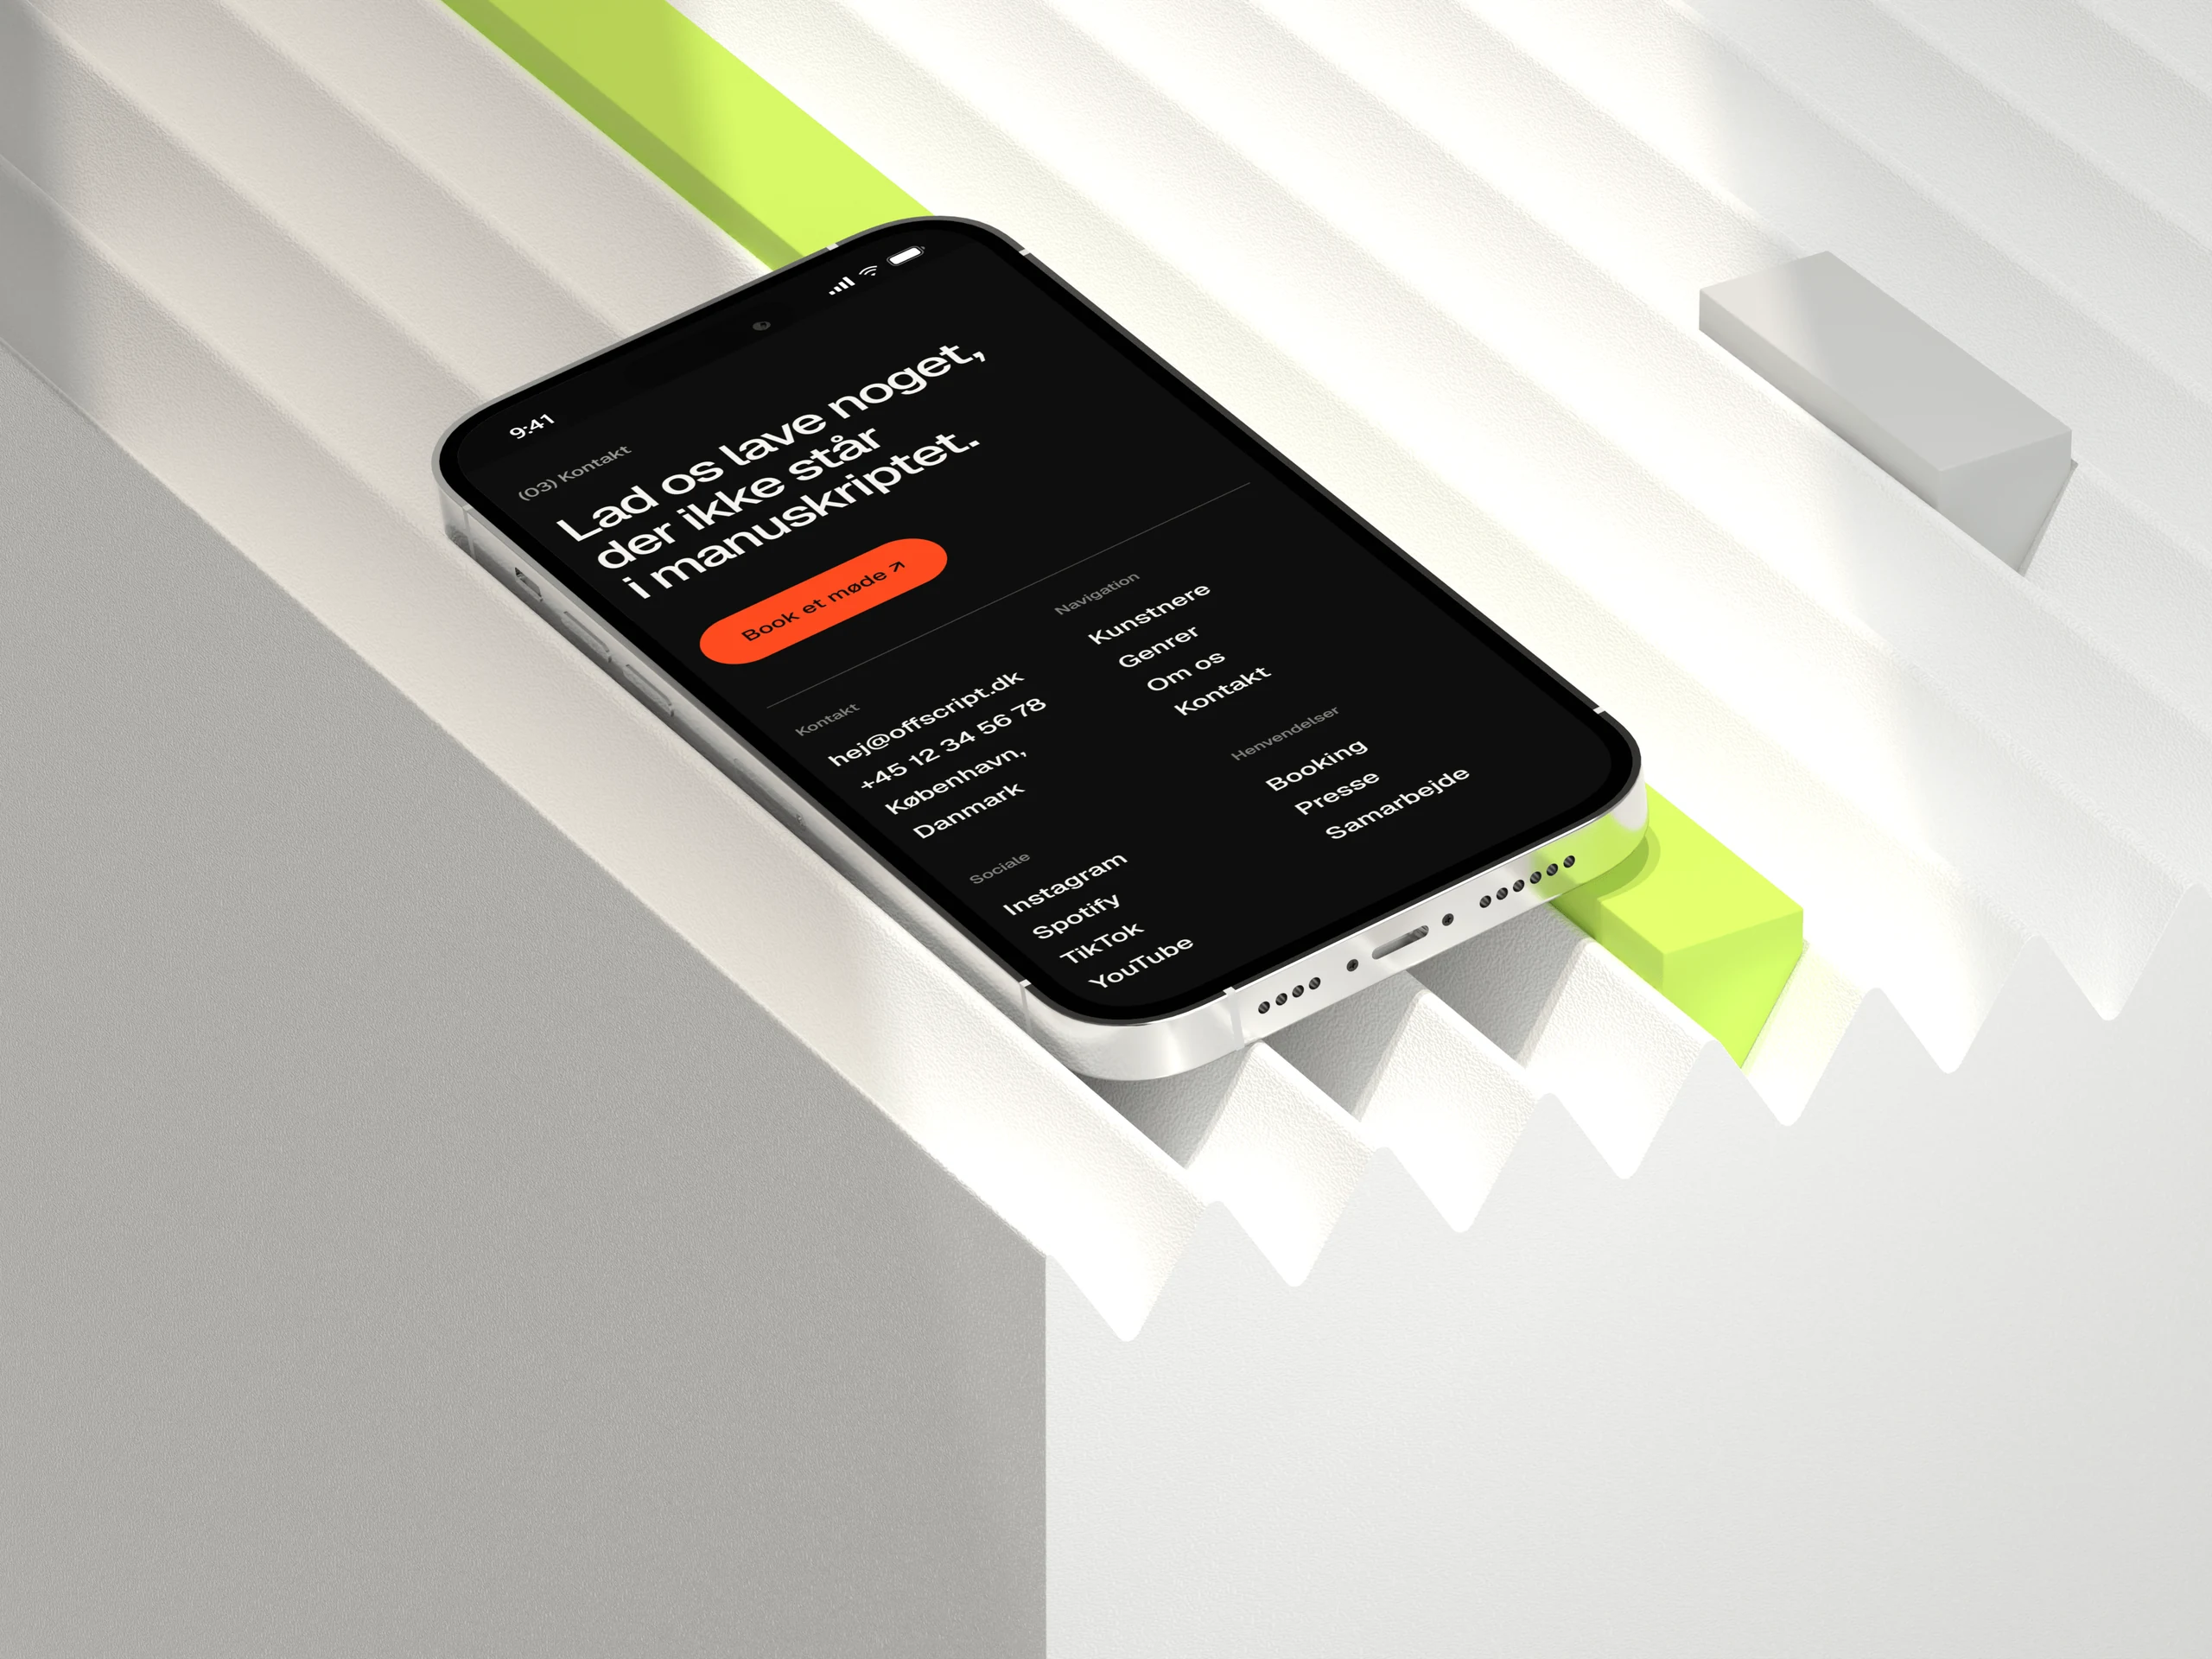 9:41
(03) Kontakt
Lad os lave noget,
der ikke står
i manuskriptet.
Book et møde ↗
Kontakt
hej@offscript.dk
+45 12 34 56 78
København,
Danmark
Sociale
Instagram
Spotify
TikTok
YouTube
Navigation
Kunstnere
Genrer
Om os
Kontakt
Henvendelser
Booking
Presse
Samarbejde